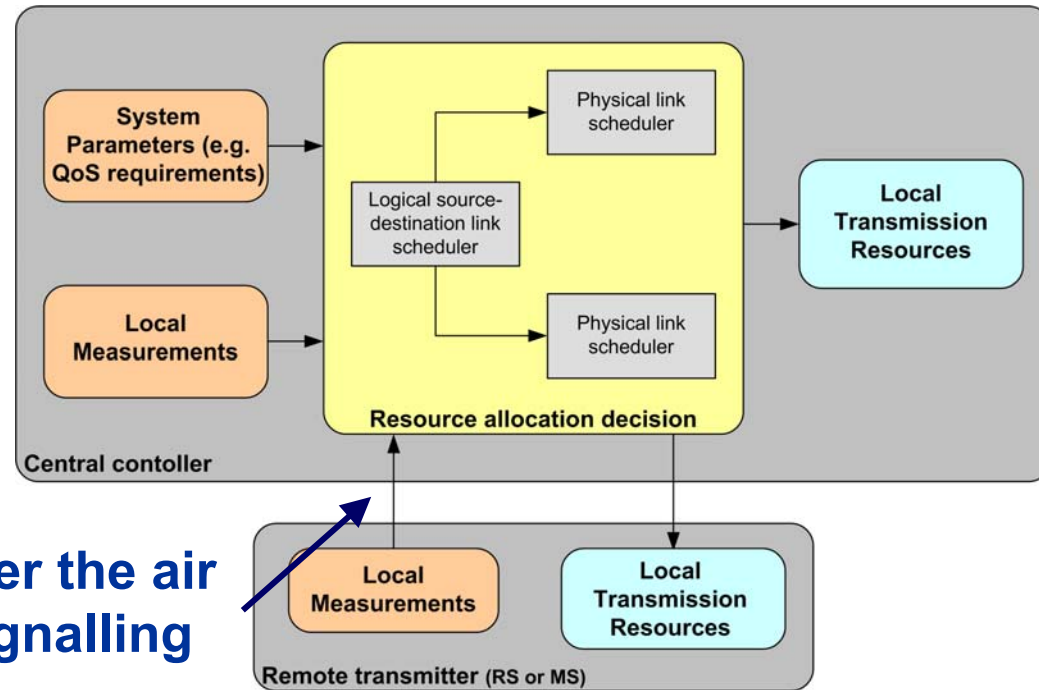 System
Parameters (e.g.
QoS requirements)
Local
Measurements
Physical link
scheduler
Logical source-
destination link
scheduler
Physical link
scheduler
Resource allocation decision
Local
Transmission
Resources
Central contoller
er the air
gnalling
Local
Measurements
Local
Transmission
Resources
Remote transmitter (RS or MS)